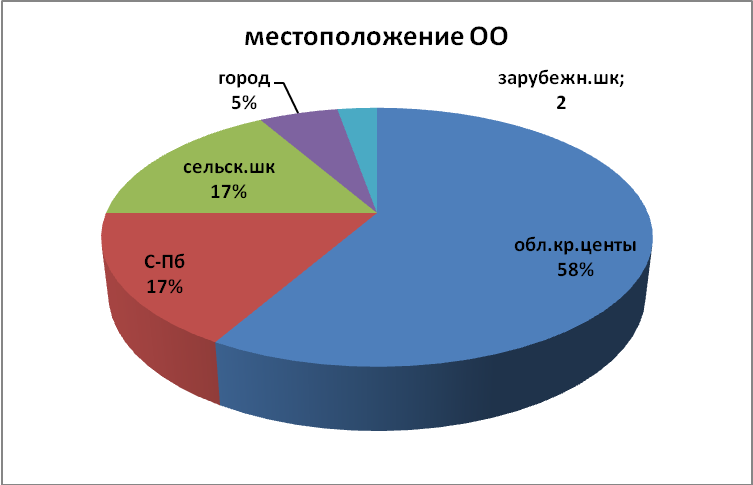 местоположение ОО
город
5%
зарубежн.шк;
2
сельск.шк
17%
обл.кр.центы
58%
С-Пб
17%